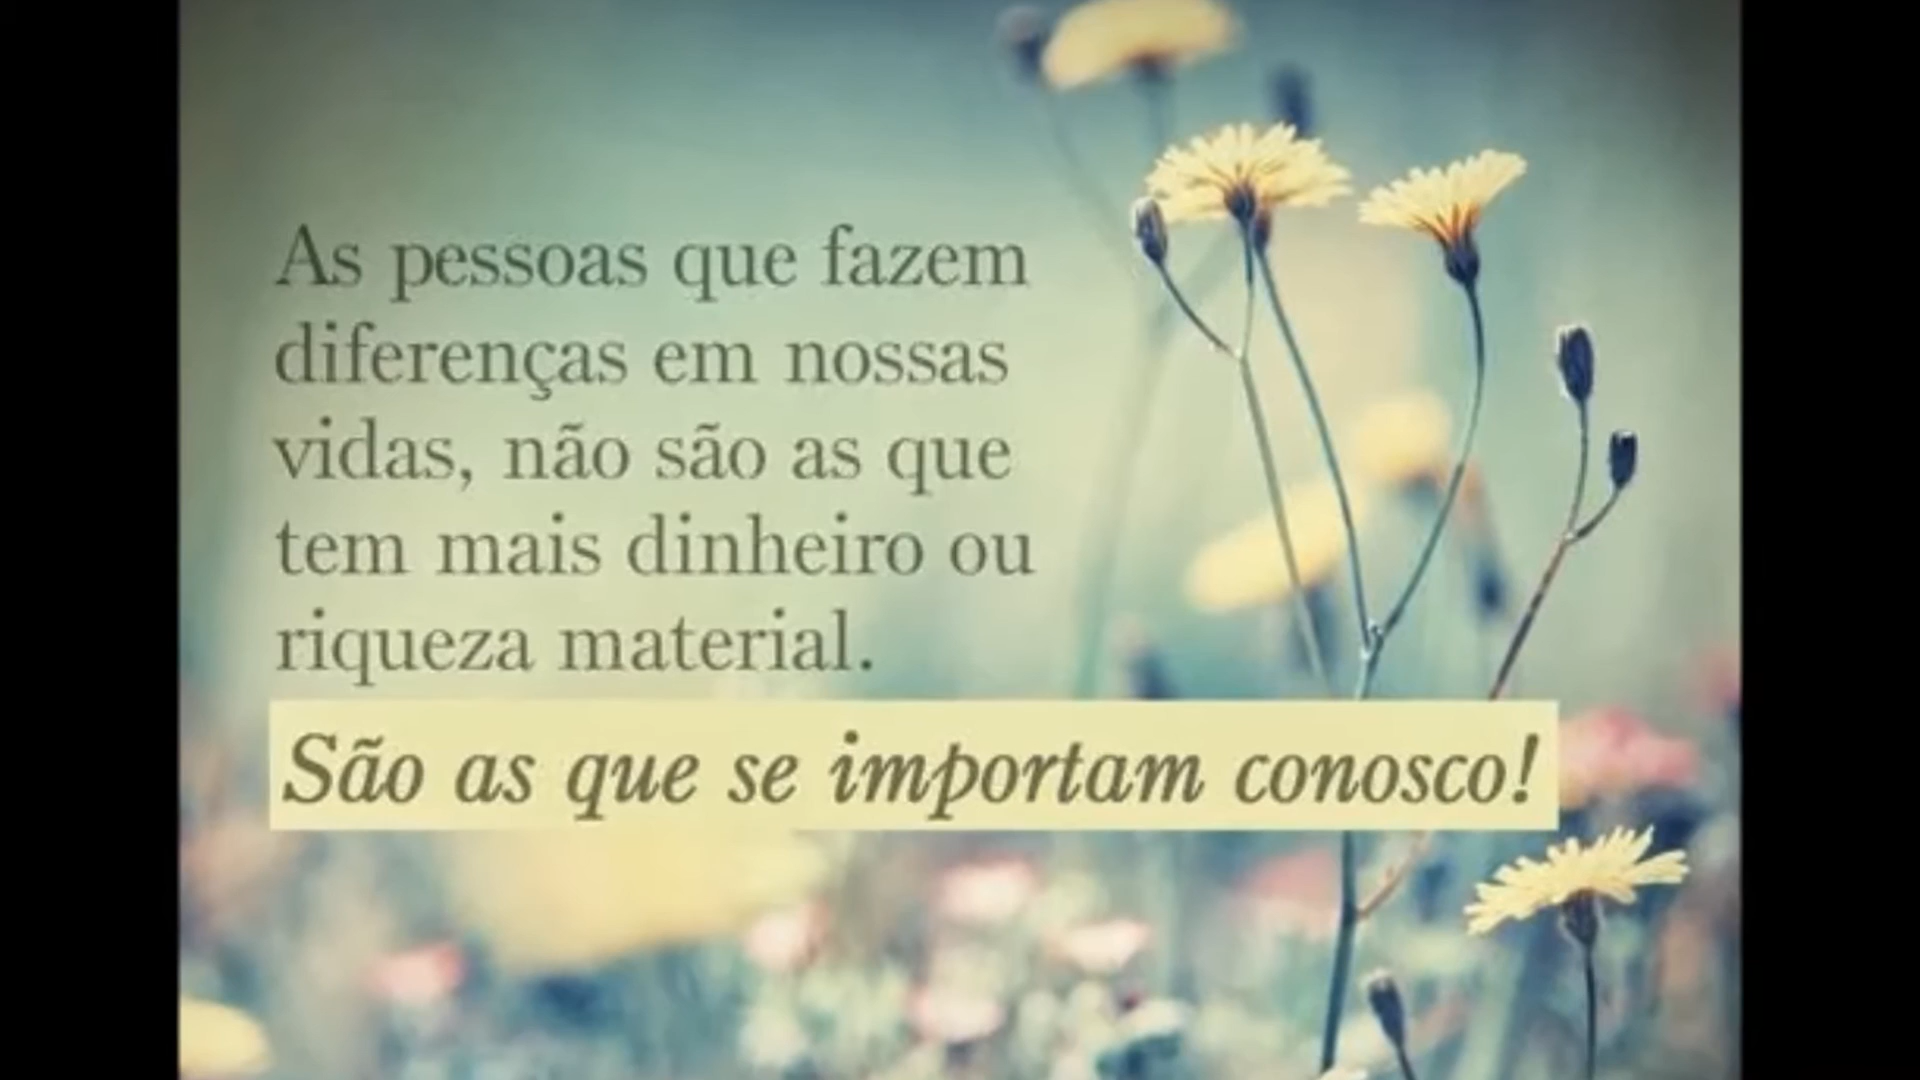 As pessoas que fazem
diferenças em nossas
vidas, não são as que
tem mais dinheiro ou
riqueza material.
São as que se importam conosco!